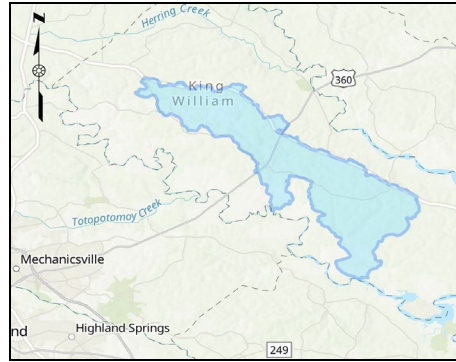 N
Herring Creek
King
William
360
Totopotomoy Creek
Mechanicsville
nd
Highland Springs
249